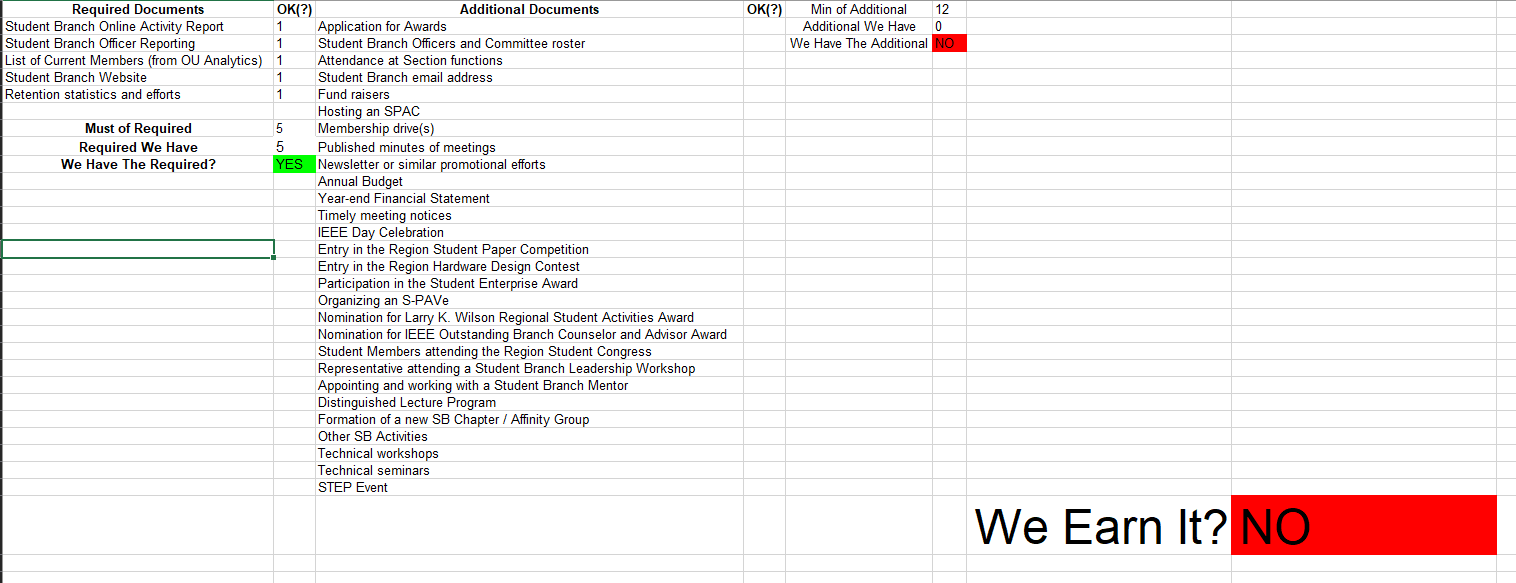 Required Documents OK(?) Additional Documents OK(?) Min of Additional 12
Student Branch Online Activity Report 1 Application for Awards Additional We Have 0
Student Branch Officer Reporting 1 Student Branch Officers and Committee roster We Have The Additional NO
List of Current Members (from OU Analytics) 1 Attendance at Section functions
Student Branch Website 1 Student Branch email address
Retention statistics and efforts 1 Fund raisers
Hosting an SPAC
Must of Required 5 Membership drive(s)
Required We Have 5 Published minutes of meetings
We Have The Required? YES Newsletter or similar promotional efforts
Annual Budget
Year-end Financial Statement
Timely meeting notices
IEEE Day Celebration
Entry in the Region Student Paper Competition
Entry in the Region Hardware Design Contest
Participation in the Student Enterprise Award
Organizing an S-PAVe
Nomination for Larry K. Wilson Regional Student Activities Award
Nomination for IEEE Outstanding Branch Counselor and Advisor Award
Student Members attending the Region Student Congress
Representative attending a Student Branch Leadership Workshop
Appointing and working with a Student Branch Mentor
Distinguished Lecture Program
Formation of a new SB Chapter / Affinity Group
Other SB Activities
Technical workshops
Technical seminars
STEP Event
We Earn It? NO